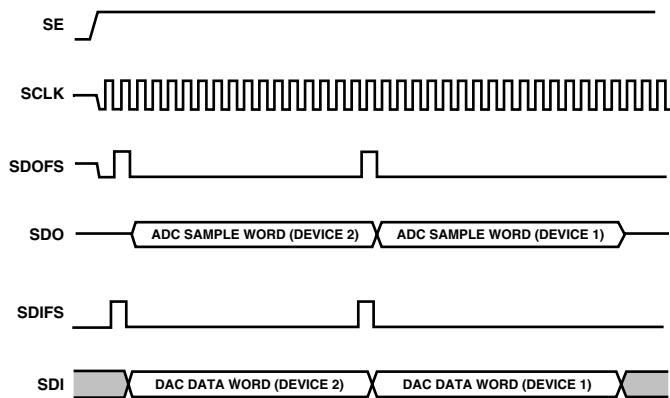 SE
SCLK
SDOFS
SDO
ADC SAMPLE WORD (DEVICE 2) ADC SAMPLE WORD (DEVICE 1)
SDIFS
SDI
DAC DATA WORD (DEVICE 2) DAC DATA WORD (DEVICE 1)